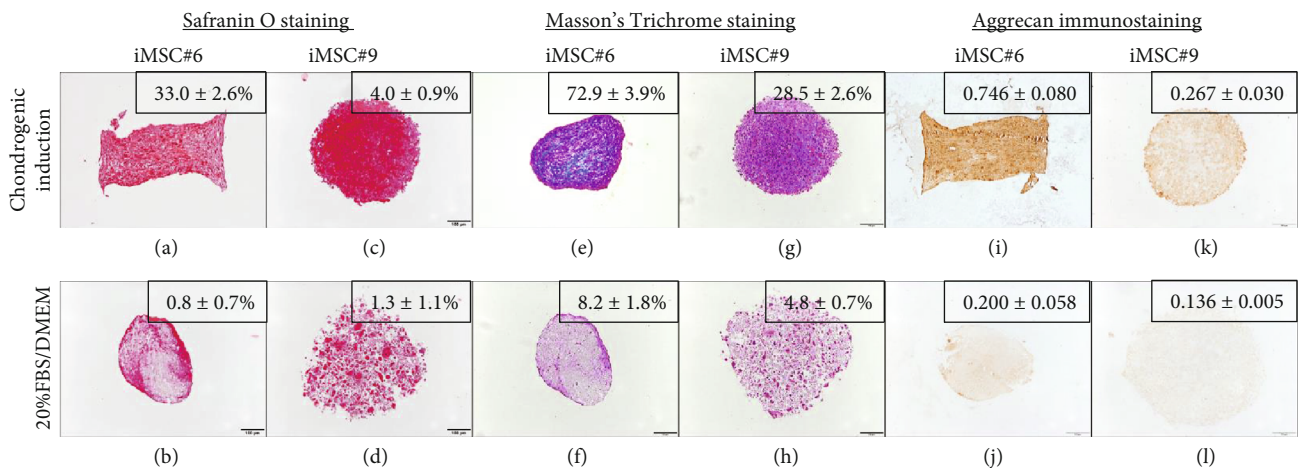 Safranin O staining
Masson's Trichrome staining
Aggrecan immunostaining
iMSC#6
iMSC#9
iMSC#6
iMSC#9
iMSC#6
iMSC#9
Chondrogenic
induction
33.0 ± 2.6%
4.0 ± 0.9%
72.9 ± 3.9%
28.5 ± 2.6%
0.746 ± 0.080
0.267 ± 0.030
(a)
(c)
(e)
(g)
(i)
(k)
20%FBS/DMEM
0.8 ± 0.7%
1.3 ± 1.1%
8.2 ± 1.8%
4.8 ± 0.7%
0.200 ± 0.058
0.136 ± 0.005
(b)
(d)
(f)
(h)
(j)
(l)